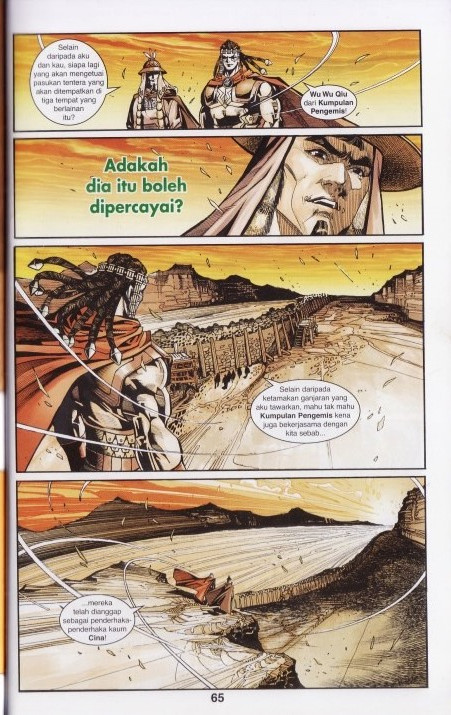 Selain
daripada aku
dan kau, siapa lagi
yang akan mengetuai
pasukan tentera yang
akan ditempatkan di
tiga tempat yang
berlainan
itu?
Wu Wu Qiu
dari Kumpulan
Pengemis!
Adakah
dia itu boleh
dipercayai?
Selain daripada
ketamakan ganjaran yang
aku tawarkan, mahu tak mahu
Kumpulan Pengemis kena
juga bekerjasama dengan
kita sebab...
...mereka
telah dianggap
sebagai penderhaka-
penderhaka kaum
Cina!
65